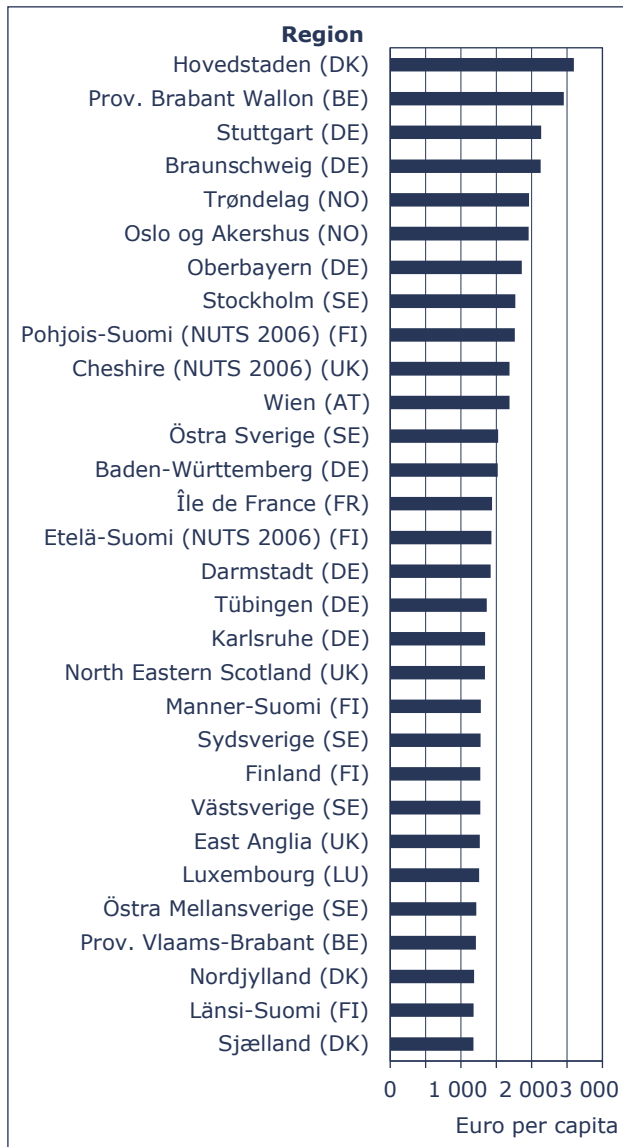 Region
Hovedstaden (DK)
Prov. Brabant Wallon (BE)
Stuttgart (DE)
Braunschweig (DE)
Trøndelag (NO)
Oslo og Akershus (NO)
Oberbayern (DE)
Stockholm (SE)
Pohjois-Suomi (NUTS 2006) (FI)
Cheshire (NUTS 2006) (UK)
Wien (AT)
Östra Sverige (SE)
Baden-Württemberg (DE)
Île de France (FR)
Etelä-Suomi (NUTS 2006) (FI)
Darmstadt (DE)
Tübingen (DE)
Karlsruhe (DE)
North Eastern Scotland (UK)
Manner-Suomi (FI)
Sydsverige (SE)
Finland (FI)
Västsverige (SE)
East Anglia (UK)
Luxembourg (LU)
Östra Mellansverige (SE)
Prov. Vlaams-Brabant (BE)
Nordjylland (DK)
Länsi-Suomi (FI)
Sjælland (DK)
0 1 000 2 000 3 000
Euro per capita